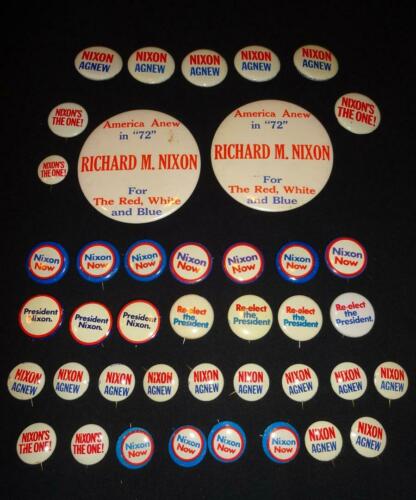 NIXON
AGNEW
NIXON
AGNEW
NIXON
AGNEW
NIXON
AGNEW
NIXON
AGNEW
NIXON'S
THE ONE!
NIXON'S
THE ONE!
America Anew
in "72"
RICHARD M. NIXON
For
The Red, White
and Blue
America Anew
in "72"
RICHARD M. NIXON
For
The Red, White
and Blue
NIXON'S
THE ONE!
Nixon
Now
Nixon
Now
Nixon
Now
Nixon
Now
Nixon
Now
Nixon
Now
Nixon
Now
President
Nixon.
President
Nixon.
President
Nixon.
Re-elect
the
President
Re-elect
the
President
Re-elect
the
President
Re-elect
the
President.
NIXON
AGNEW
NIXON
AGNEW
NIXON
AGNEW
NIXON
AGNEW
NIXON
AGNEW
NIXON
AGNEW
NIXON
AGNEW
NIXON
AGNEW
NIXON
AGNEW
NIXON'S
THE ONE!
NIXON'S
THE ONE!
Nixon
Now
Nixon
Now
Nixon
Now
Nixon
Now
NIXON
AGNEW
NIXON
AGNEW